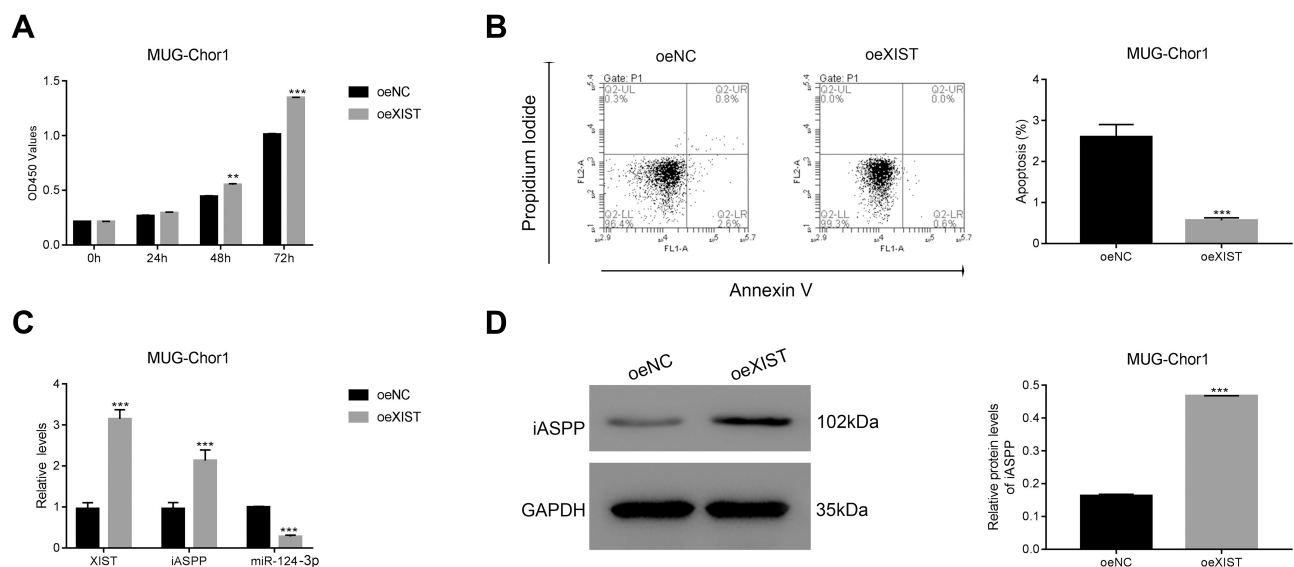 A
MUG-Chor1
OD450 Values
1.5
1.0
0.5
0.0
0h
24h
48h
72h
**
***
oeNC
oeXIST
B
oeNC
oeXIST
Propidium Iodide
Gate: P1
Q2-UL
0.3%
Q2-UR
0.8%
Q2-LL
96.4%
Q2-LR
2.6%
FL2-A
FL1-A
Gate: P1
Q2-UL
0.0%
Q2-UR
0.0%
Q2-LL
99.3%
Q2-LR
0.6%
FL2-A
FL1-A
Annexin V
MUG-Chor1
Apoptosis (%)
4
3
2
1
0
***
oeNC
oeXIST
C
MUG-Chor1
Relative levels
4
3
2
1
0
***
***
***
XIST
iASPP
miR-124-3p
oeNC
oeXIST
D
oeNC
oeXIST
iASPP
102kDa
GAPDH
35kDa
MUG-Chor1
Relative protein levels
of iASPP
0.5
0.4
0.3
0.2
0.1
0.0
***
oeNC
oeXIST